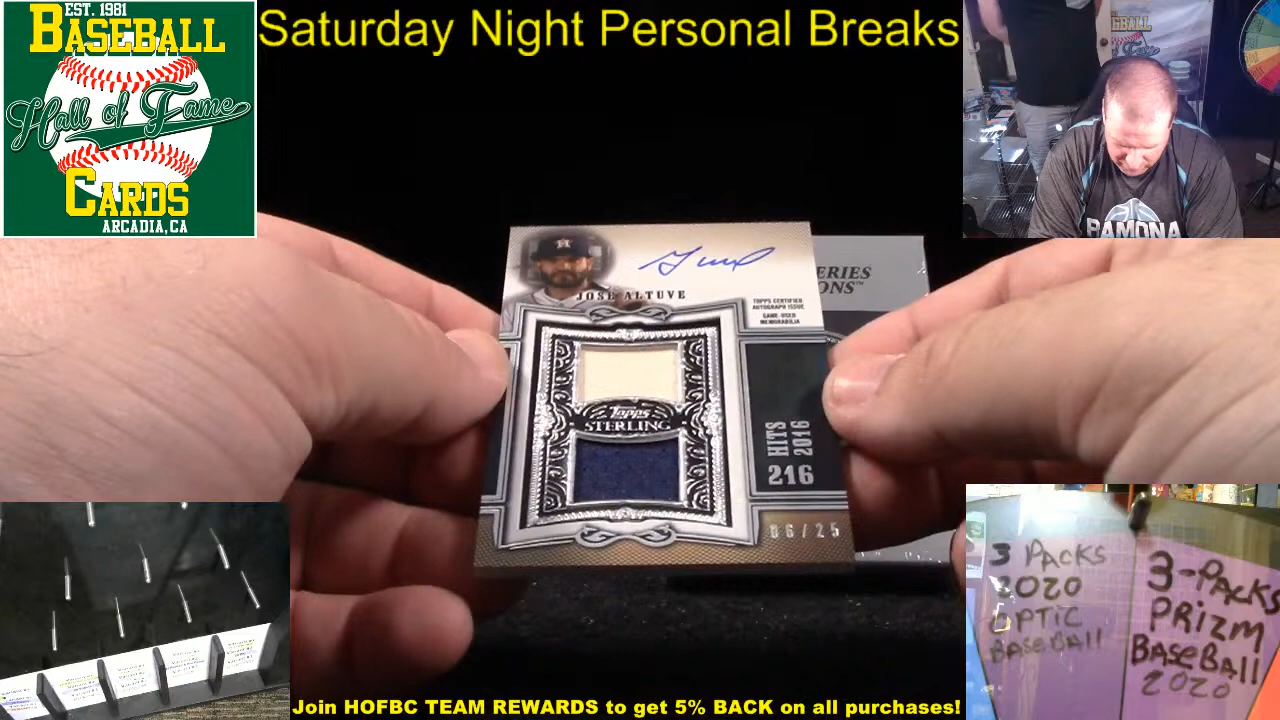 EST. 1981
BASEBALL
Hall of Fame
CARDS
ARCADIA, CA
Saturday Night Personal Breaks
RAMONA
JOSE ALTUVE
TOPPS CERTIFIED
AUTOGRAPH ISSUE
GAME-USED
MEMORABILIA
Topps
STERLING
HITS
2016
216
06/25
ERIES
ONS™
3 PACKS
2020
OPTIC
BASEBALL
3-PACKS
PRIZM
BASEBALL
2020
Join HOFBC TEAM REWARDS to get 5% BACK on all purchases!